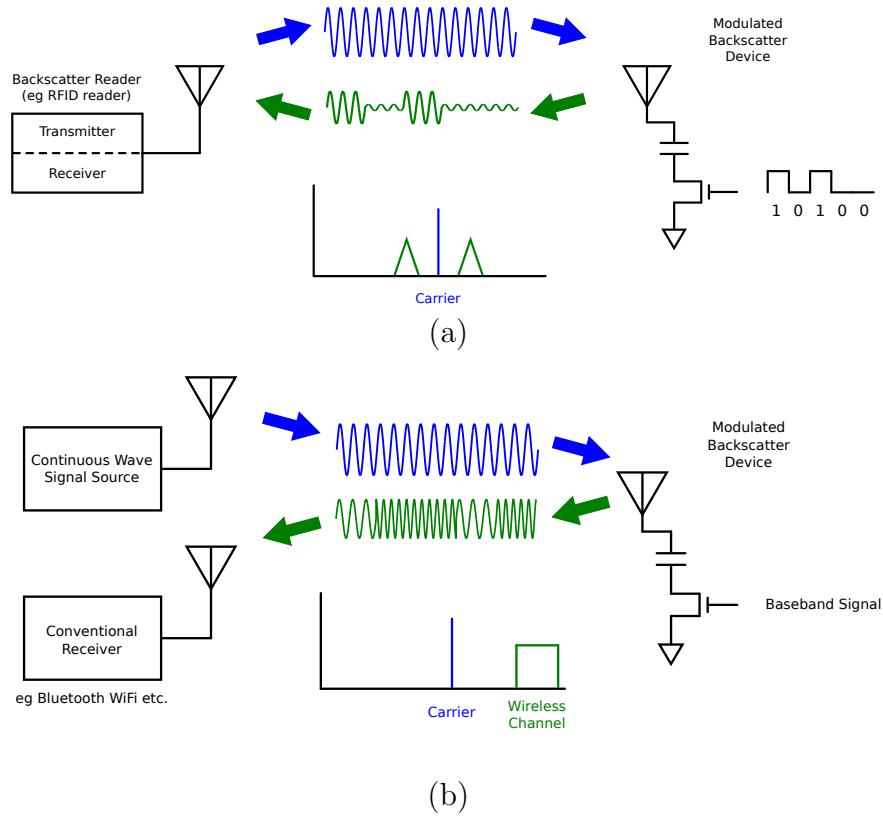 Modulated
Backscatter
Device
Backscatter Reader
(eg RFID reader)
Transmitter
Receiver
1 0 1 0 0
Carrier
(a)
Continuous Wave
Signal Source
Modulated
Backscatter
Device
Conventional
Receiver
eg Bluetooth WiFi etc.
Baseband Signal
Carrier
Wireless
Channel
(b)